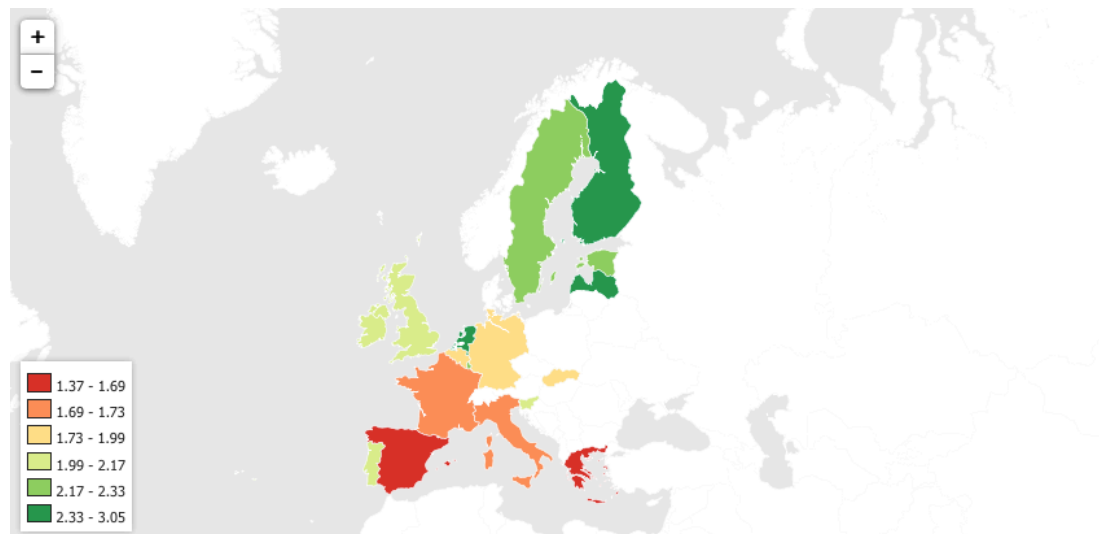 +
−
1.37 - 1.69
1.69 - 1.73
1.73 - 1.99
1.99 - 2.17
2.17 - 2.33
2.33 - 3.05